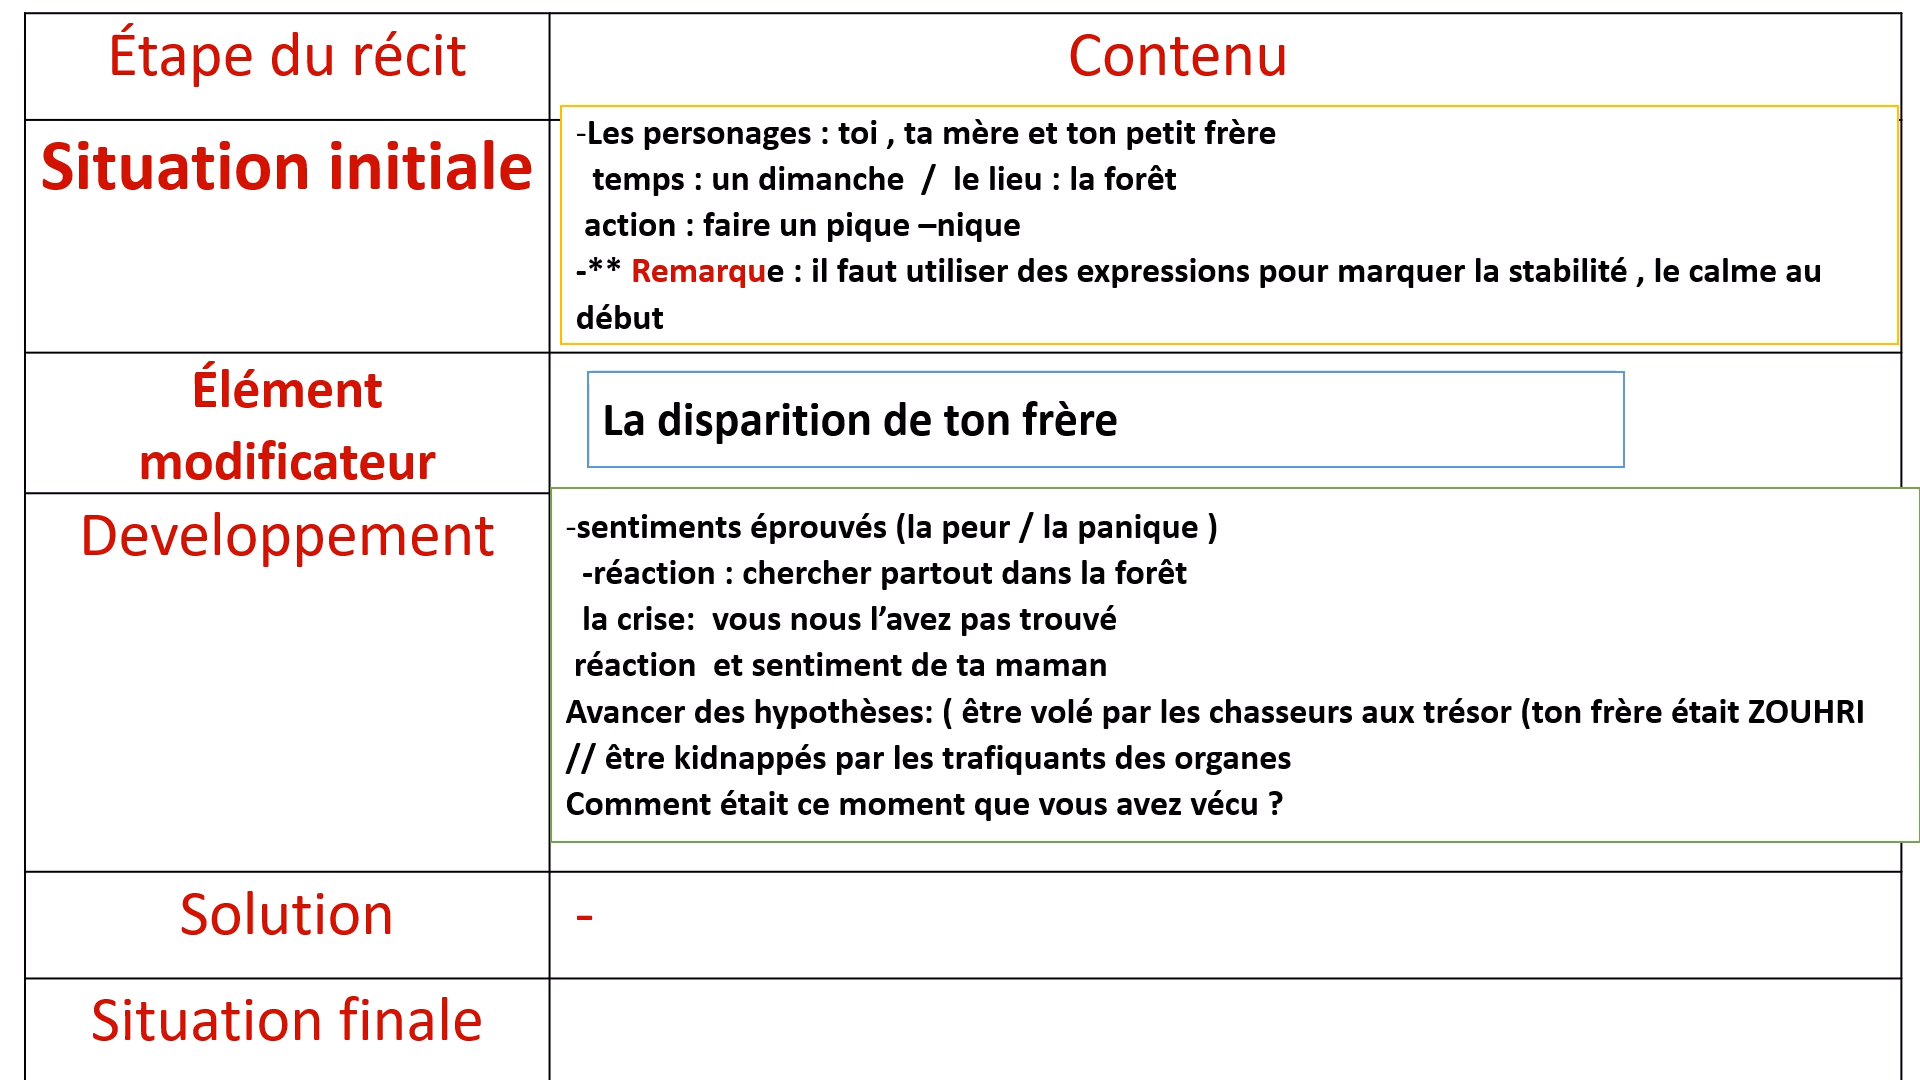 Étape du récit
Contenu
Situation initiale
-Les personages : toi , ta mère et ton petit frère
temps : un dimanche / le lieu : la forêt
action : faire un pique –nique
-** Remarque : il faut utiliser des expressions pour marquer la stabilité , le calme au
début
Élément
modificateur
La disparition de ton frère
Developpement
-sentiments éprouvés (la peur / la panique )
-réaction : chercher partout dans la forêt
la crise: vous nous l’avez pas trouvé
réaction et sentiment de ta maman
Avancer des hypothèses: ( être volé par les chasseurs aux trésor (ton frère était ZOUHRI
// être kidnappés par les trafiquants des organes
Comment était ce moment que vous avez vécu ?
Solution
-
Situation finale